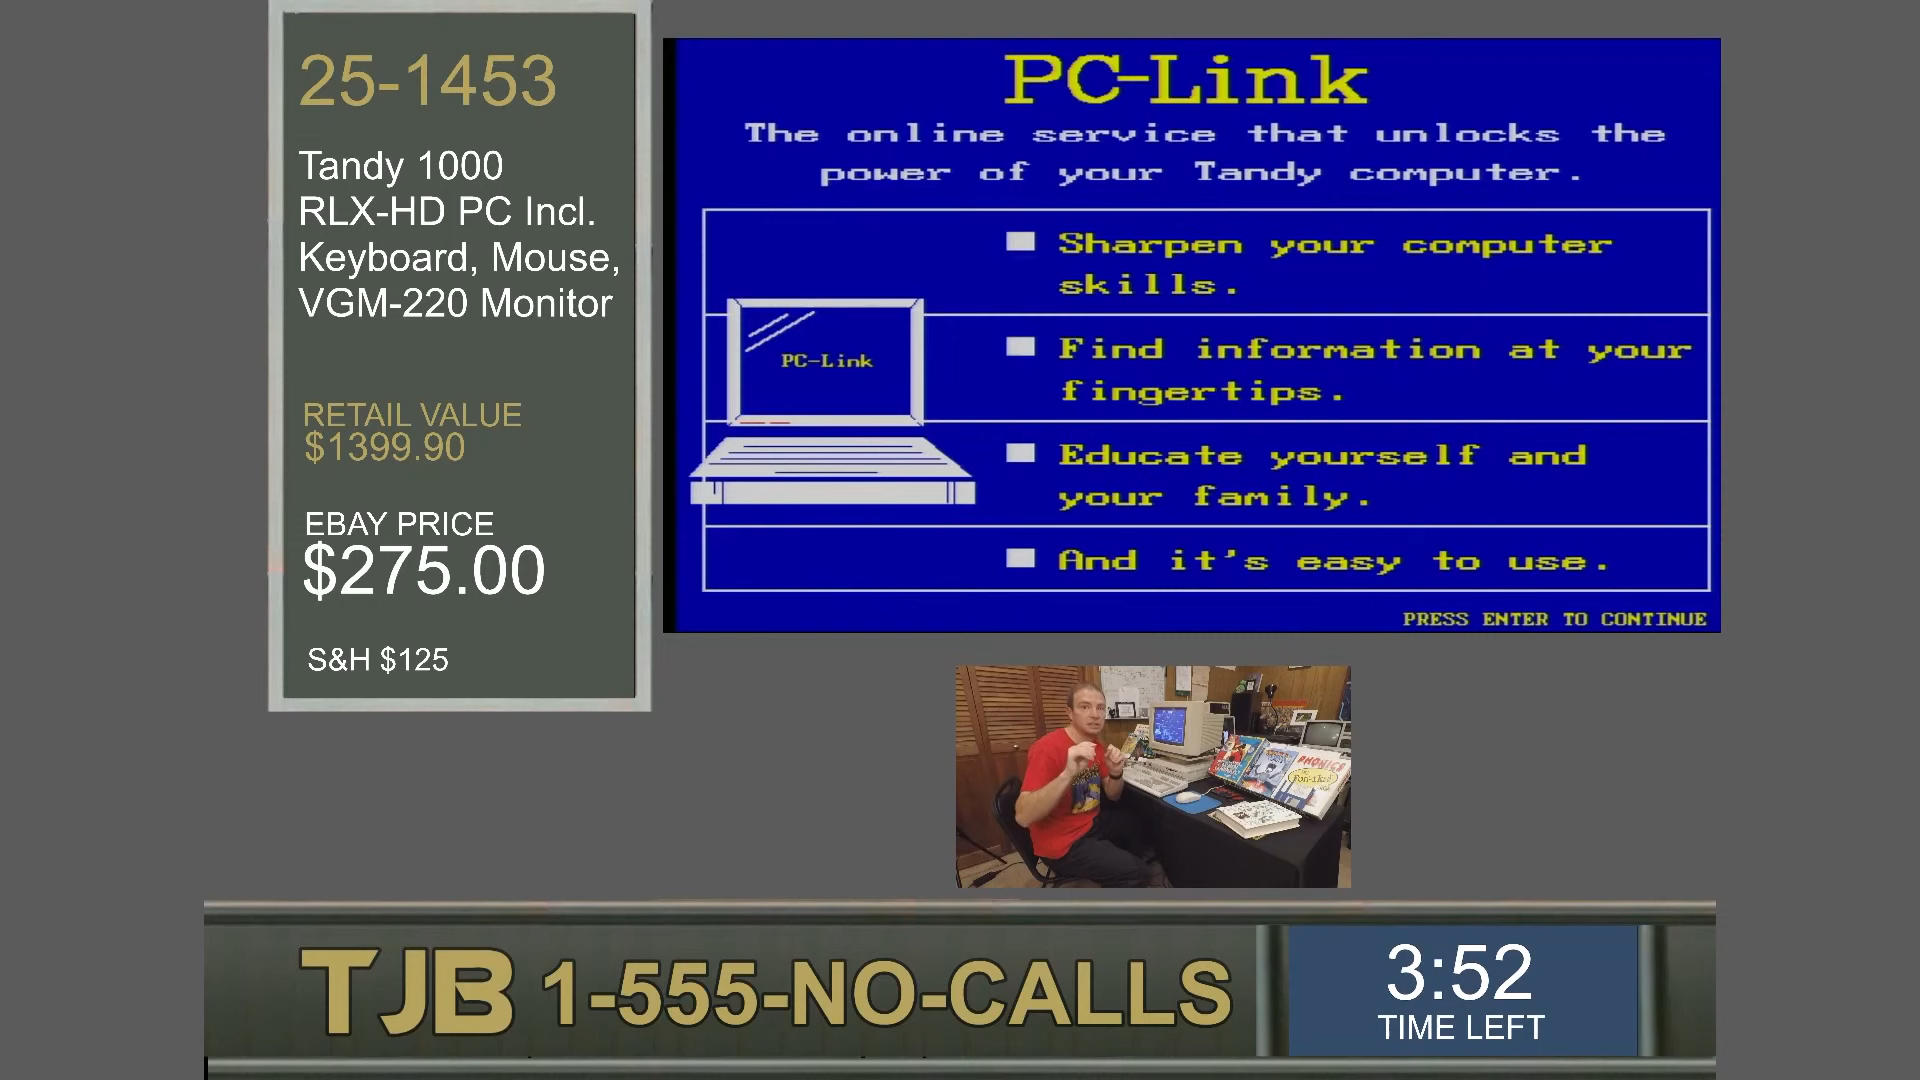 25-1453
Tandy 1000
RLX-HD PC Incl.
Keyboard, Mouse,
VGM-220 Monitor
RETAIL VALUE
$1399.90
EBAY PRICE
$275.00
S&H $125
PC-Link
The online service that unlocks the
power of your Tandy computer.
Sharpen your computer
skills.
Find information at your
fingertips.
Educate yourself and
your family.
And it's easy to use.
PC-Link
PRESS ENTER TO CONTINUE
PHONICS
TJB 1-555-NO-CALLS
3:52
TIME LEFT